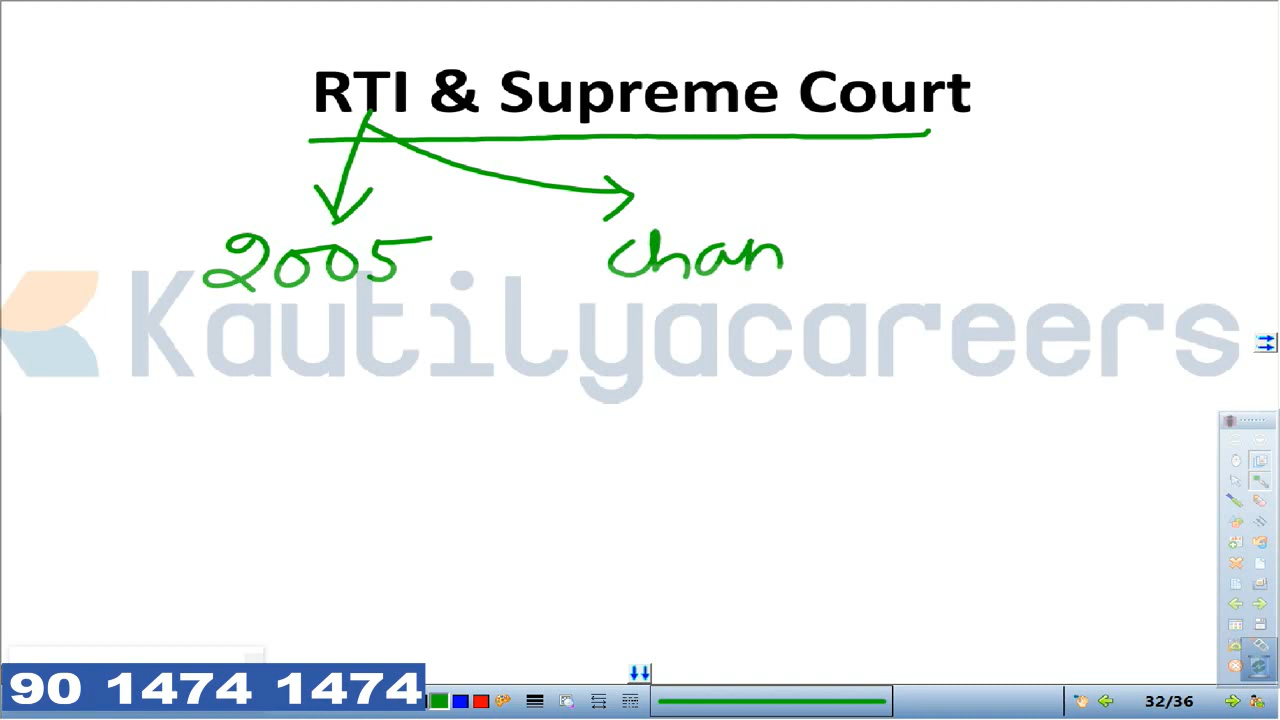 RTI & Supreme Court
2005 chan
Kautilyacareers
90 1474 1474
32/36